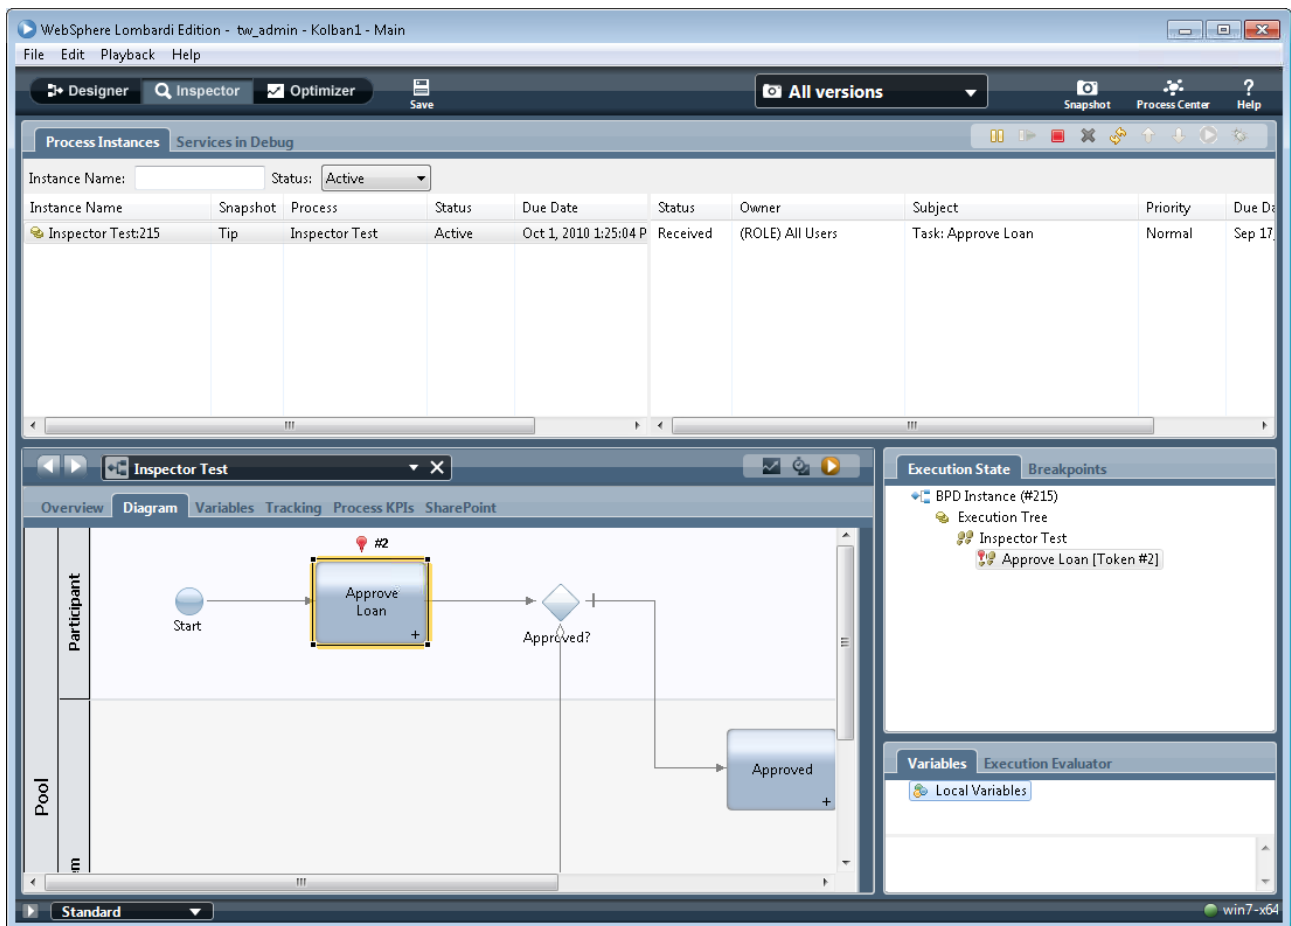 WebSphere Lombardi Edition - tw_admin - Kolban1 - Main
File Edit Playback Help
Designer Inspector Optimizer Save All versions Snapshot Process Center Help
Process Instances Services in Debug
Instance Name: Status: Active
Instance Name Snapshot Process Status Due Date Status Owner Subject Priority Due Da
Inspector Test:215 Tip Inspector Test Active Oct 1, 2010 1:25:04 P Received (ROLE) All Users Task: Approve Loan Normal Sep 17,
Inspector Test
Overview Diagram Variables Tracking Process KPIs SharePoint
#2
Participant
Approve
Loan
+
Start
Approved?
Approved
+
Pool
m
Execution State Breakpoints
BPD Instance (#215)
Execution Tree
Inspector Test
Approve Loan [Token #2]
Variables Execution Evaluator
Local Variables
Standard
win7-x64